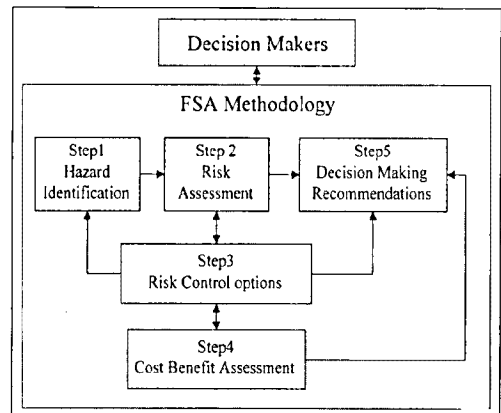 Decision Makers
FSA Methodology
Step1
Hazard
Identification
Step 2
Risk
Assessment
Step5
Decision Making
Recommendations
Step3
Risk Control options
Step4
Cost Benefit Assessment